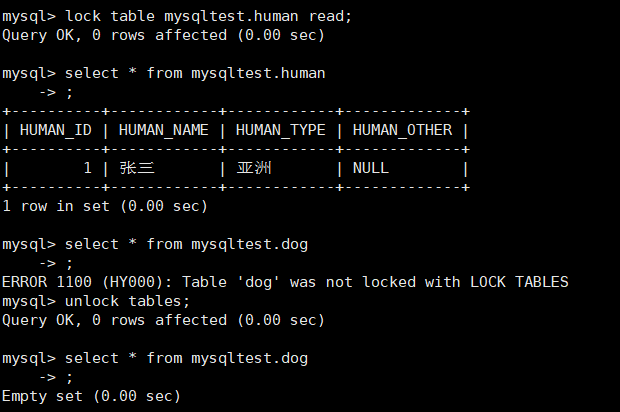 mysql> lock table mysqltest.human read;
Query OK, 0 rows affected (0.00 sec)
mysql> select * from mysqltest.human
    -> ;
+----------+------------+------------+-------------+
| HUMAN_ID | HUMAN_NAME | HUMAN_TYPE | HUMAN_OTHER |
+----------+------------+------------+-------------+
|        1 | 张三       | 亚洲       | NULL        |
+----------+------------+------------+-------------+
1 row in set (0.00 sec)
mysql> select * from mysqltest.dog
    -> ;
ERROR 1100 (HY000): Table 'dog' was not locked with LOCK TABLES
mysql> unlock tables;
Query OK, 0 rows affected (0.00 sec)
mysql> select * from mysqltest.dog
    -> ;
Empty set (0.00 sec)